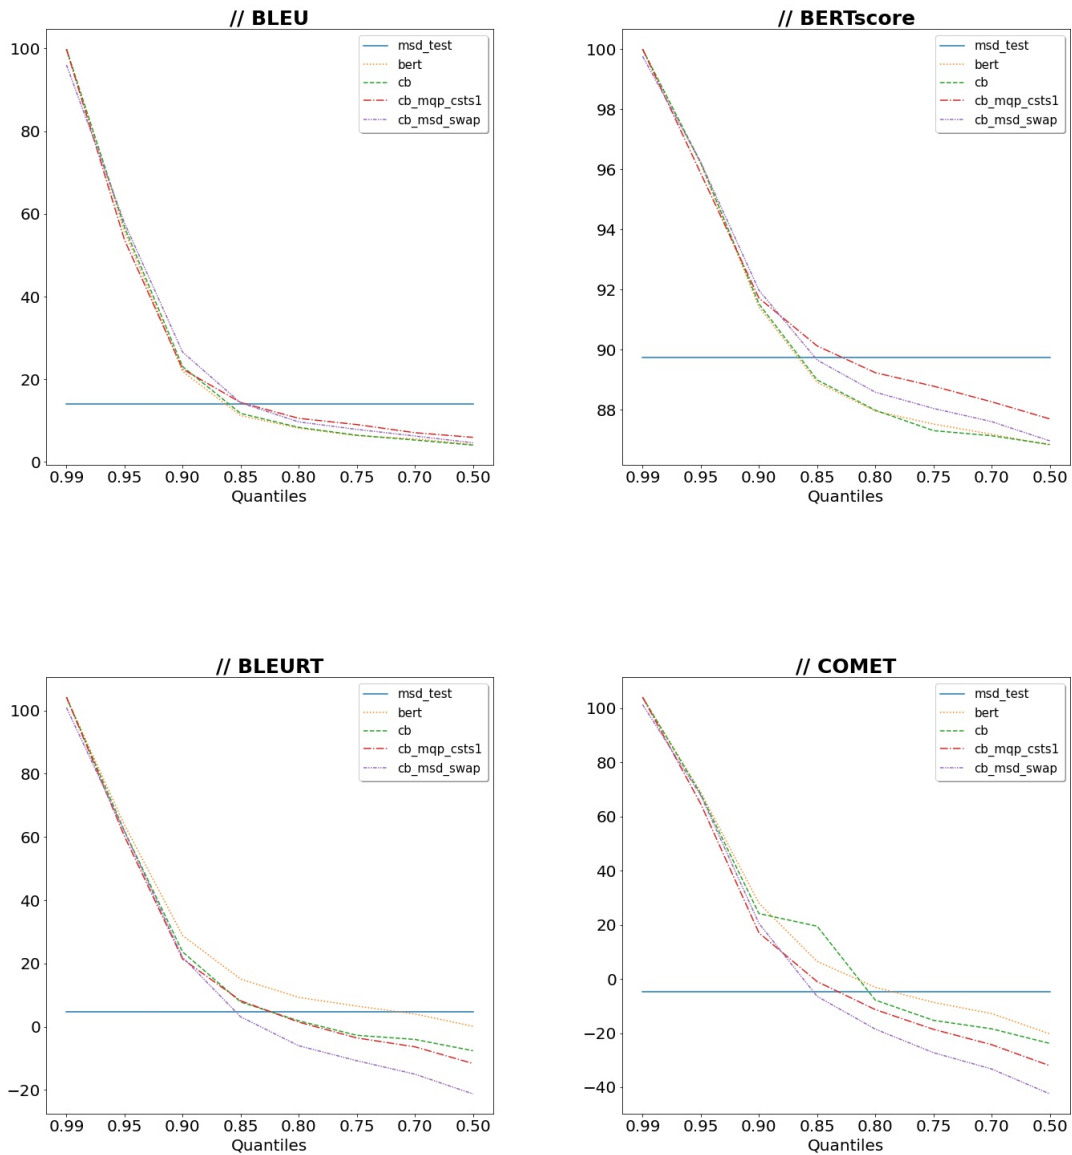 // BLEU
100
80
60
40
20
0
msd_test
bert
cb
cb_mqp_csts1
cb_msd_swap
0.99 0.95 0.90 0.85 0.80 0.75 0.70 0.50
Quantiles
// BERTscore
100
98
96
94
92
90
88
msd_test
bert
cb
cb_mqp_csts1
cb_msd_swap
0.99 0.95 0.90 0.85 0.80 0.75 0.70 0.50
Quantiles
// BLEURT
100
80
60
40
20
0
−20
msd_test
bert
cb
cb_mqp_csts1
cb_msd_swap
0.99 0.95 0.90 0.85 0.80 0.75 0.70 0.50
Quantiles
// COMET
100
80
60
40
20
0
−20
−40
msd_test
bert
cb
cb_mqp_csts1
cb_msd_swap
0.99 0.95 0.90 0.85 0.80 0.75 0.70 0.50
Quantiles